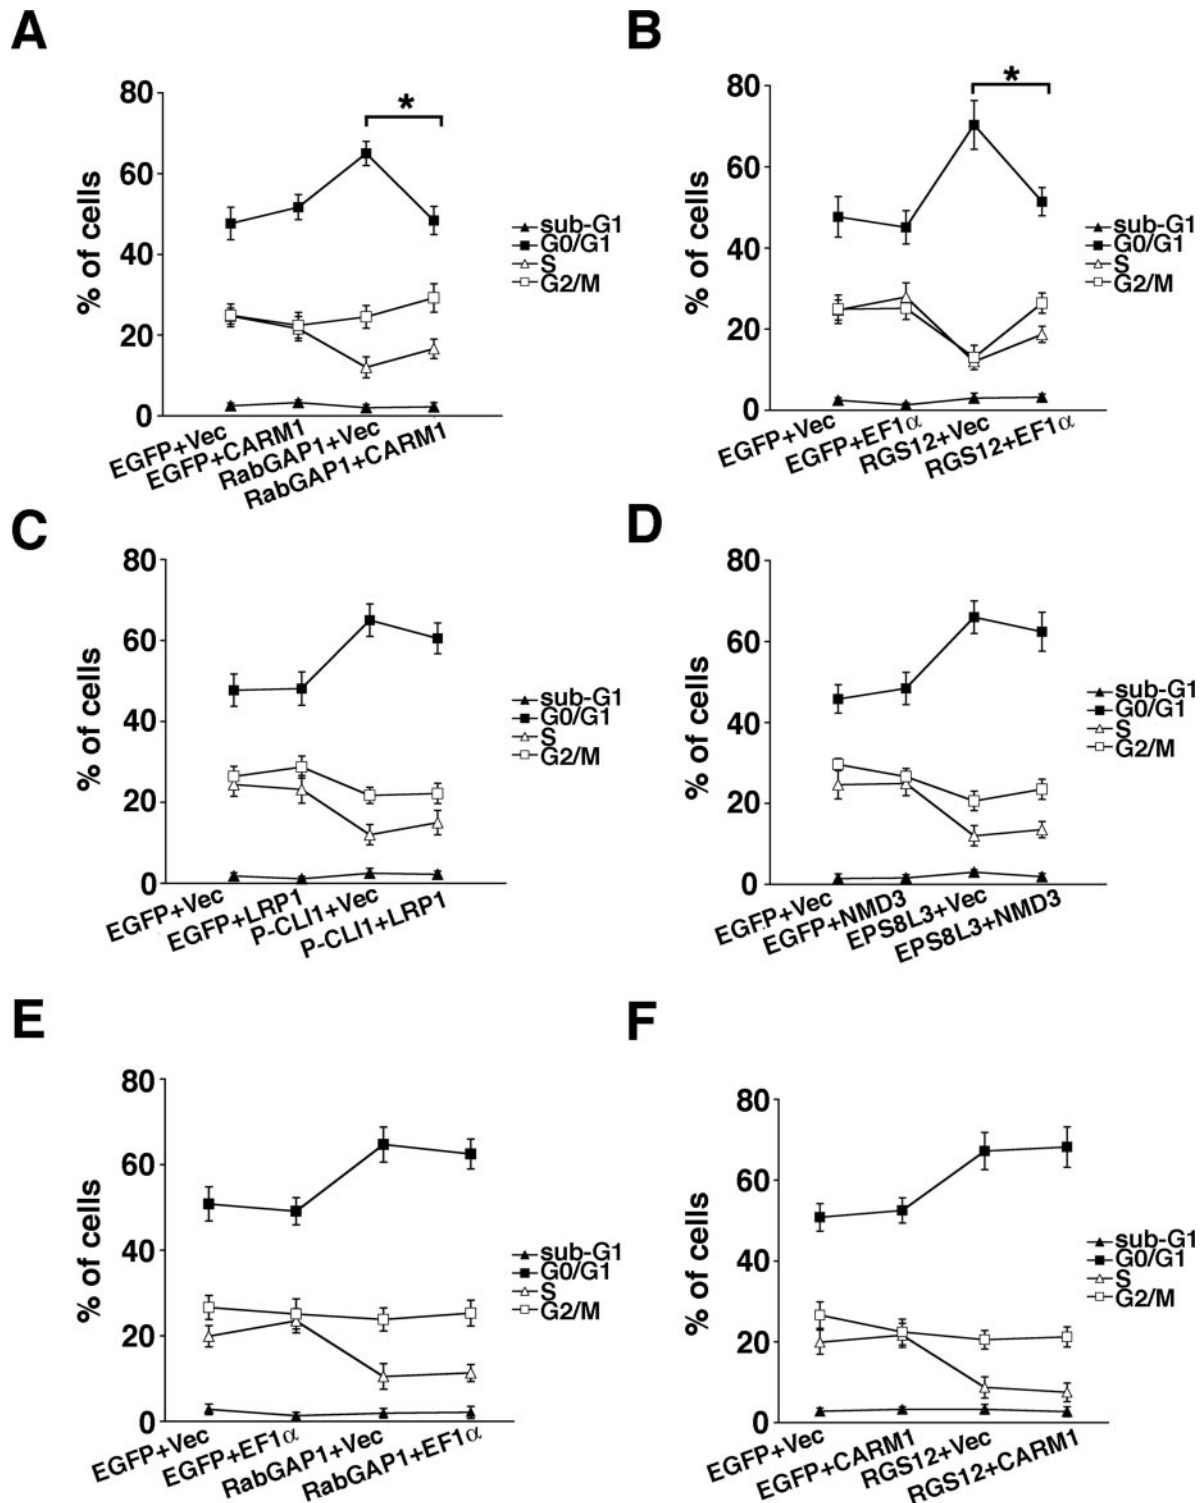 A
80
60
40
20
0
% of cells
*
sub-G1
G0/G1
S
G2/M
EGFP+Vec
EGFP+CARM1
RabGAP1+Vec
RabGAP1+CARM1
B
80
60
40
20
0
% of cells
*
sub-G1
G0/G1
S
G2/M
EGFP+Vec
EGFP+EF1α
RGS12+Vec
RGS12+EF1α
C
80
60
40
20
0
% of cells
sub-G1
G0/G1
S
G2/M
EGFP+Vec
EGFP+LRP1
P-CLI1+Vec
P-CLI1+LRP1
D
80
60
40
20
0
% of cells
sub-G1
G0/G1
S
G2/M
EGFP+Vec
EGFP+NMD3
EPS8L3+Vec
EPS8L3+NMD3
E
80
60
40
20
0
% of cells
sub-G1
G0/G1
S
G2/M
EGFP+Vec
EGFP+EF1α
RabGAP1+Vec
RabGAP1+EF1α
F
80
60
40
20
0
% of cells
sub-G1
G0/G1
S
G2/M
EGFP+Vec
EGFP+CARM1
RGS12+Vec
RGS12+CARM1